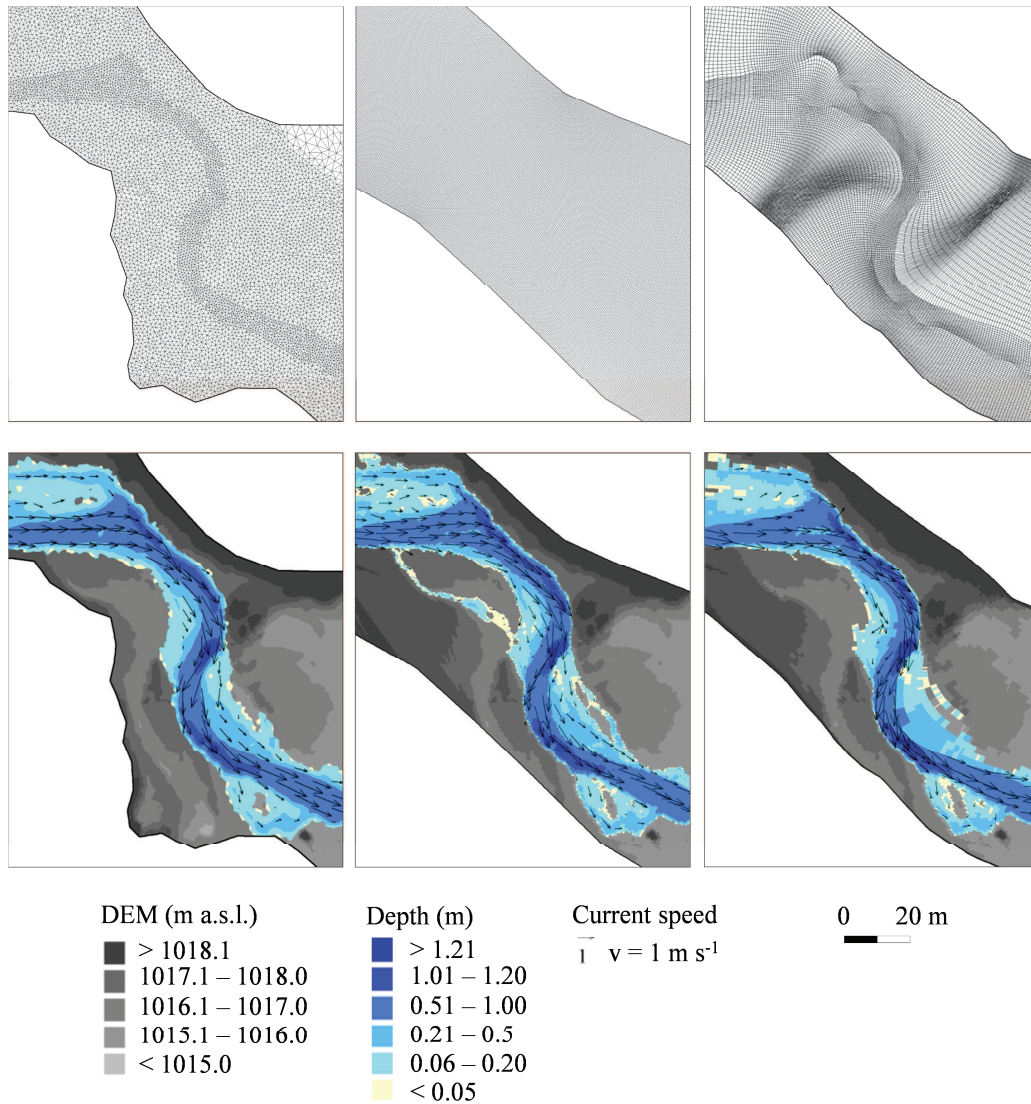 DEM (m a.s.l.)
> 1018.1
1017.1 – 1018.0
1016.1 – 1017.0
1015.1 – 1016.0
< 1015.0
Depth (m)
> 1.21
1.01 – 1.20
0.51 – 1.00
0.21 – 0.5
0.06 – 0.20
< 0.05
Current speed
1 v = 1 m s⁻¹
0 20 m